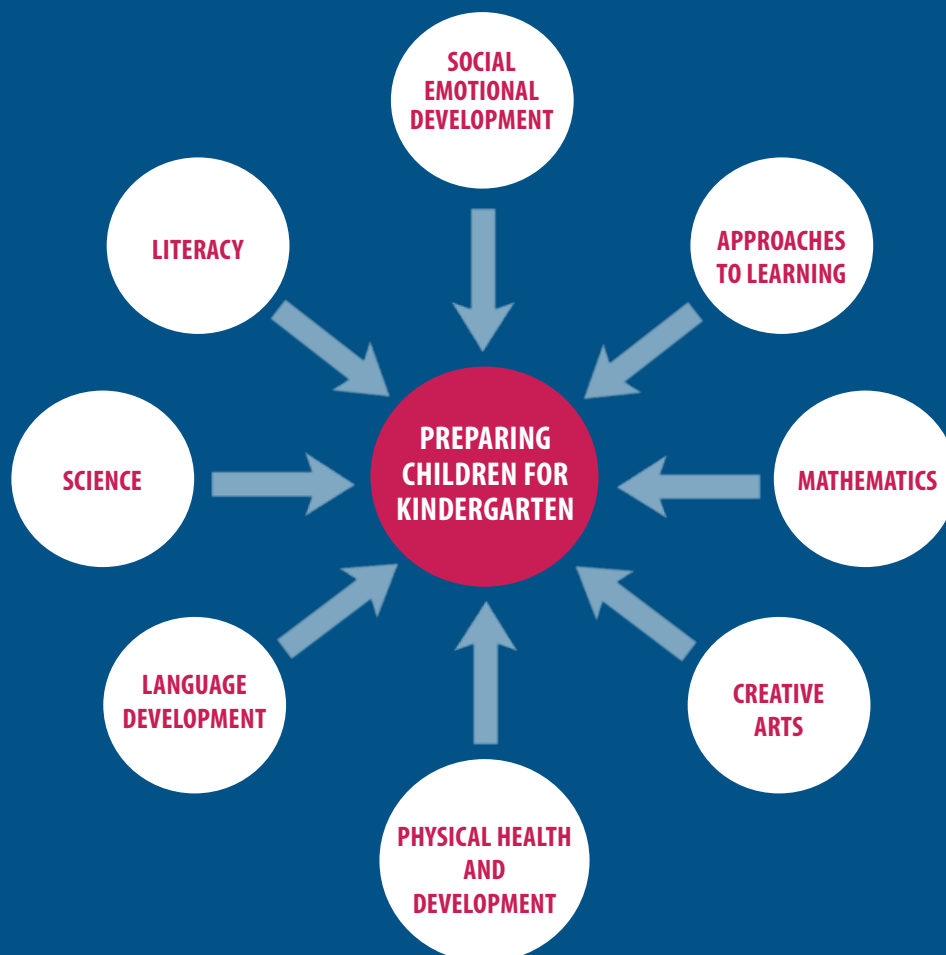 SOCIAL
EMOTIONAL
DEVELOPMENT
LITERACY
APPROACHES
TO LEARNING
PREPARING
CHILDREN FOR
KINDERGARTEN
SCIENCE
MATHEMATICS
LANGUAGE
DEVELOPMENT
CREATIVE
ARTS
PHYSICAL HEALTH
AND
DEVELOPMENT